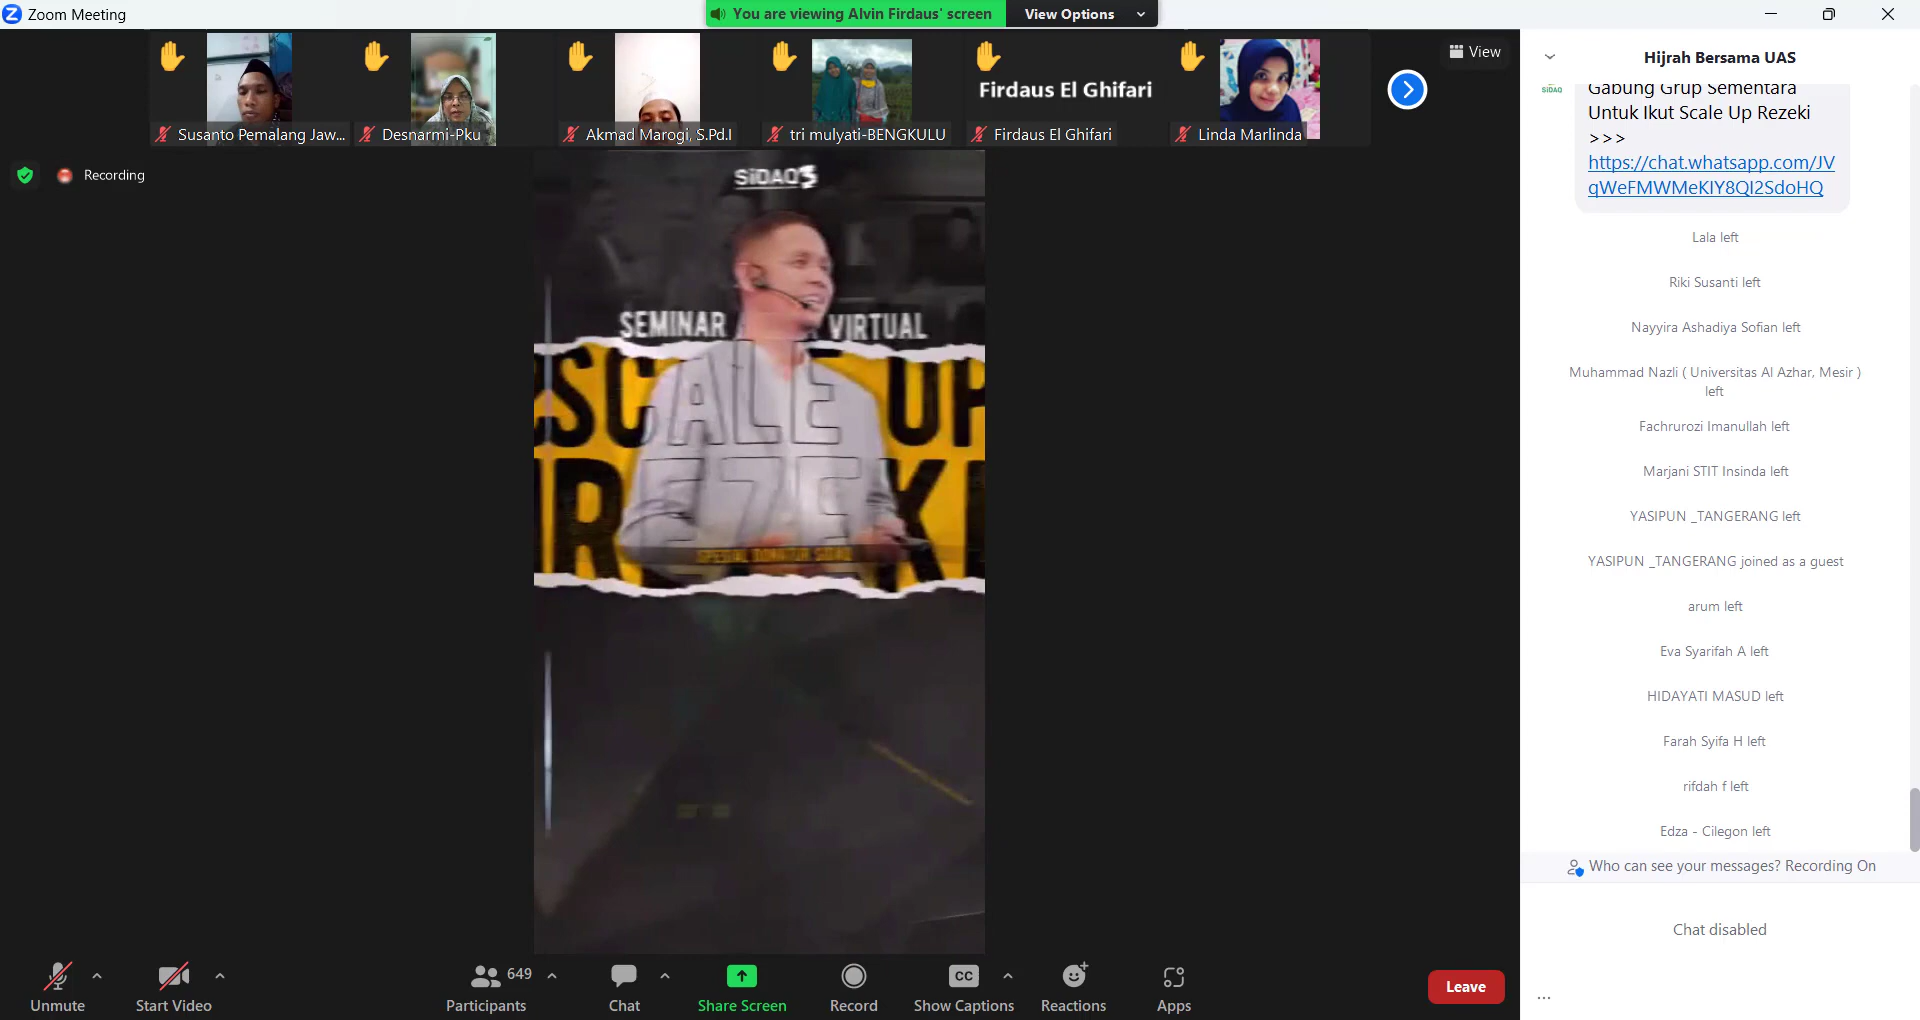 Zoom Meeting
You are viewing Alvin Firdaus' screen
View Options
View
Susanto Pemalang Jaw...
Desnarmi-Pku
Akmad Marogi, S.Pd.I
tri mulyati-BENGKULU
Firdaus El Ghifari
Firdaus El Ghifari
Linda Marlinda
Recording
SiDAQ
SEMINAR VIRTUAL
SCALE UP
REZEKI
Unmute
Start Video
649
Participants
Chat
Share Screen
Record
CC
Show Captions
Reactions
Apps
Leave
Hijrah Bersama UAS
SiDAQ
Gabung Grup Sementara
Untuk Ikut Scale Up Rezeki
>>>
https://chat.whatsapp.com/JV
qWeFMWMeKIY8QI2SdoHQ
Lala left
Riki Susanti left
Nayyira Ashadiya Sofian left
Muhammad Nazli ( Universitas Al Azhar, Mesir )
left
Fachrurozi Imanullah left
Marjani STIT Insinda left
YASIPUN _TANGERANG left
YASIPUN _TANGERANG joined as a guest
arum left
Eva Syarifah A left
HIDAYATI MASUD left
Farah Syifa H left
rifdah f left
Edza - Cilegon left
Who can see your messages? Recording On
Chat disabled
...